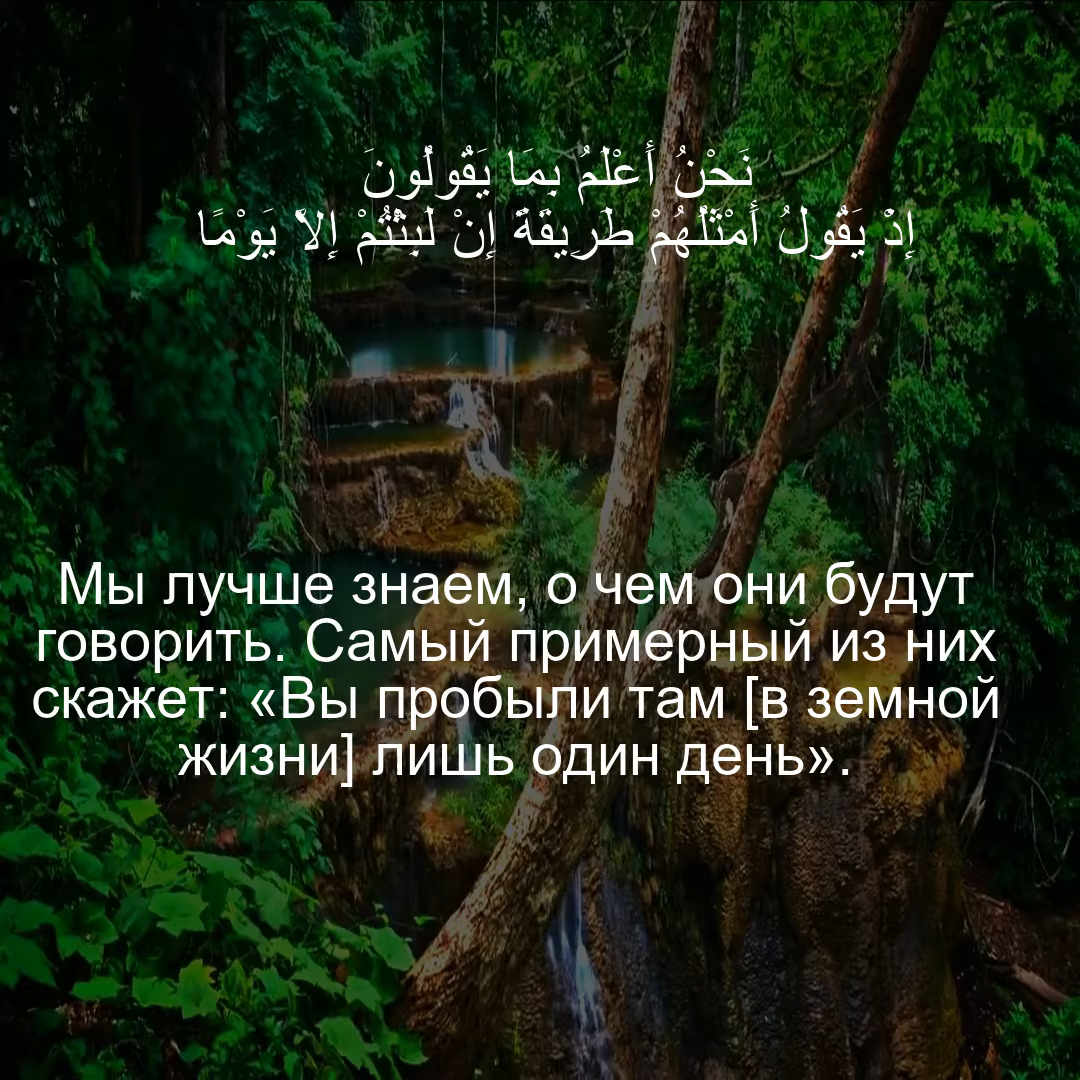 نَحْنُ أَعْلَمُ بِمَا يَقُولُونَ
إِذْ يَقُولُ أَمْثَلُهُمْ طَرِيقَةً إِنْ لَبِثْتُمْ إِلاَّ يَوْمًا
Мы лучше знаем, о чем они будут
говорить. Самый примерный из них
скажет: «Вы пробыли там [в земной
жизни] лишь один день».